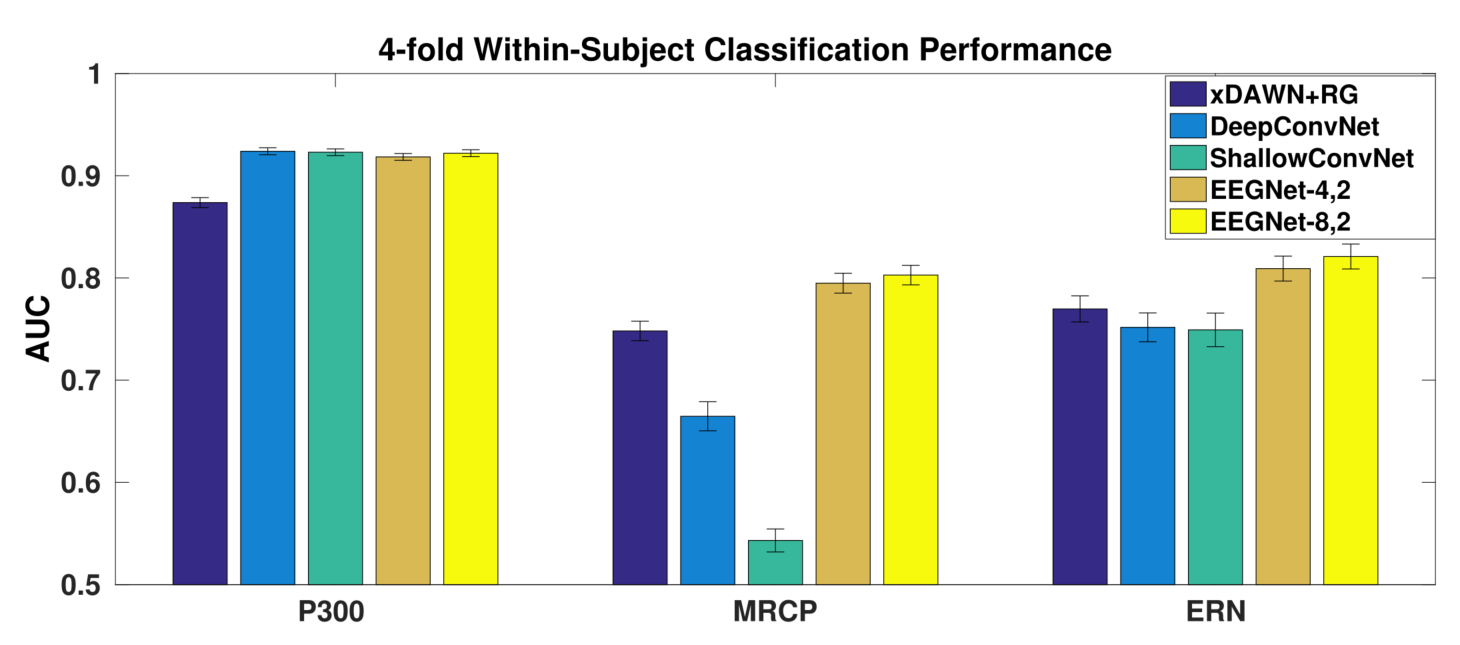 4-fold Within-Subject Classification Performance
1
0.9
0.8
0.7
0.6
0.5
AUC
xDAWN+RG
DeepConvNet
ShallowConvNet
EEGNet-4,2
EEGNet-8,2
P300
MRCP
ERN